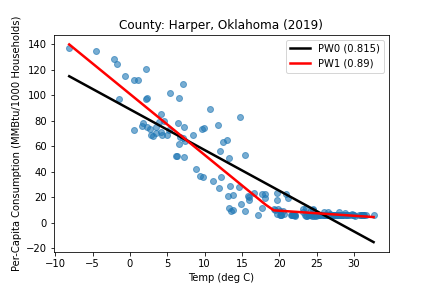 County: Harper, Oklahoma (2019)
Per-Capita Consumption (MMBtu/1000 Households)
140
120
100
80
60
40
20
0
−20
PW0 (0.815)
PW1 (0.89)
−10 −5 0 5 10 15 20 25 30
Temp (deg C)